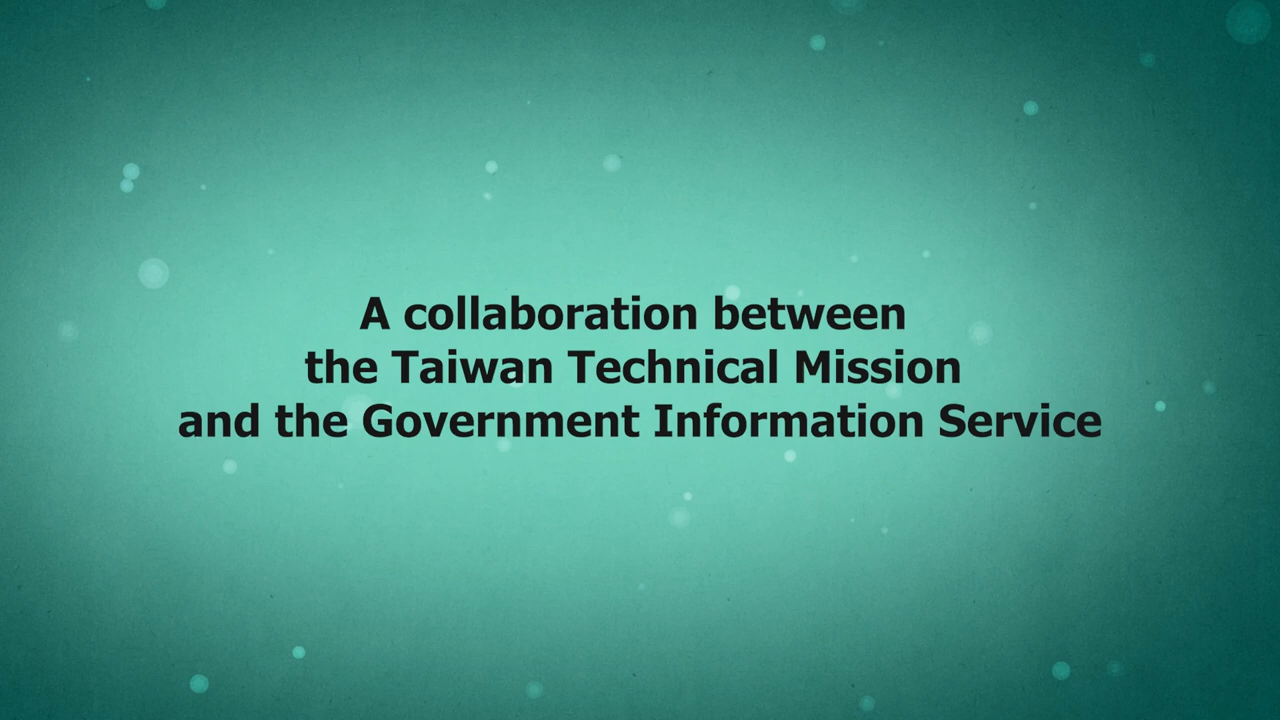 A collaboration between
the Taiwan Technical Mission
and the Government Information Service